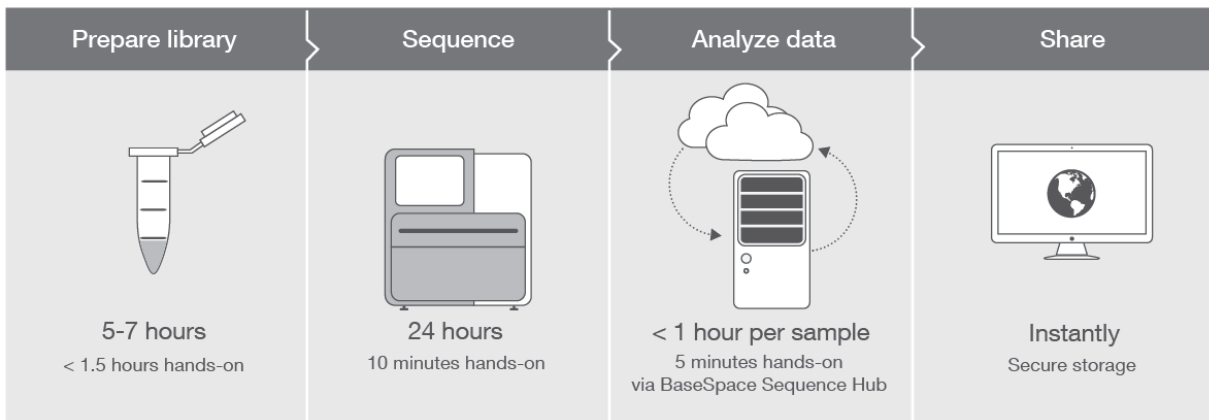 Prepare library
Sequence
Analyze data
Share
5-7 hours
< 1.5 hours hands-on
24 hours
10 minutes hands-on
< 1 hour per sample
5 minutes hands-on
via BaseSpace Sequence Hub
Instantly
Secure storage